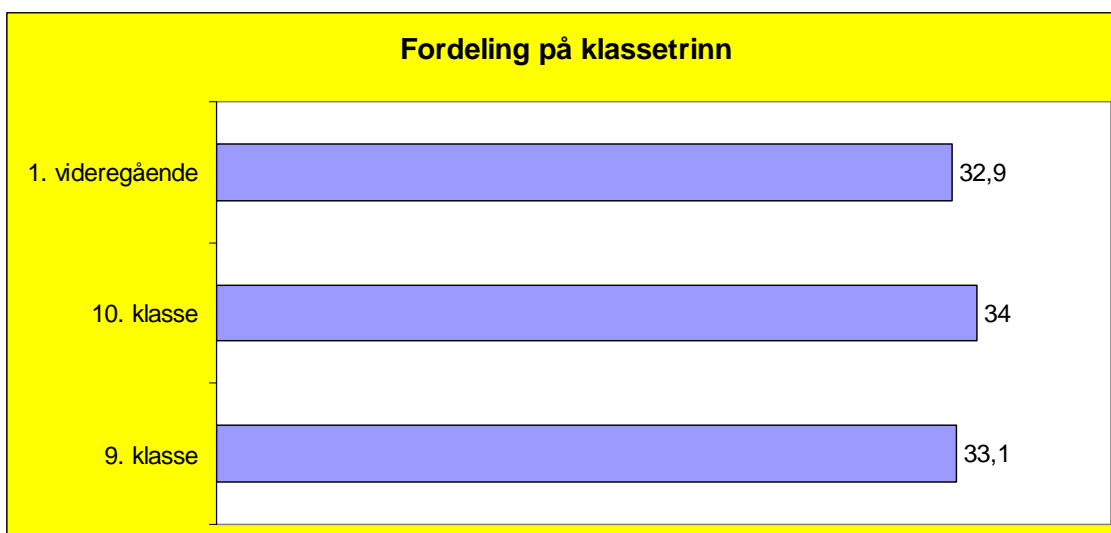 Fordeling på klassetrinn
1. videregående
32,9
10. klasse
34
9. klasse
33,1